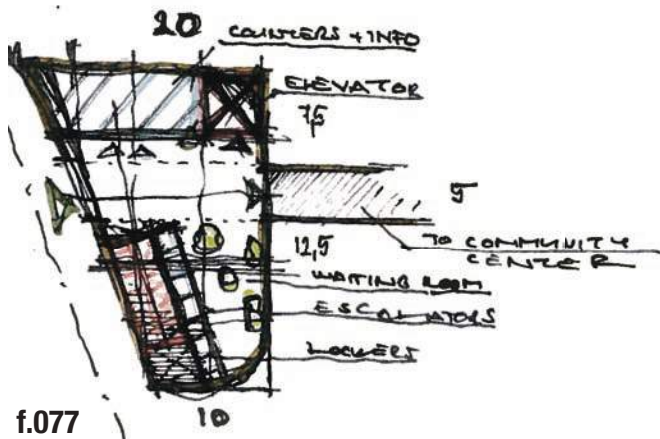 20
COUNTERS + INFO
ELEVATOR
7,5
5
12,5
TO COMMUNITY
CENTER
WAITING ROOM
ESCALATORS
LOCKERS
10
f.077